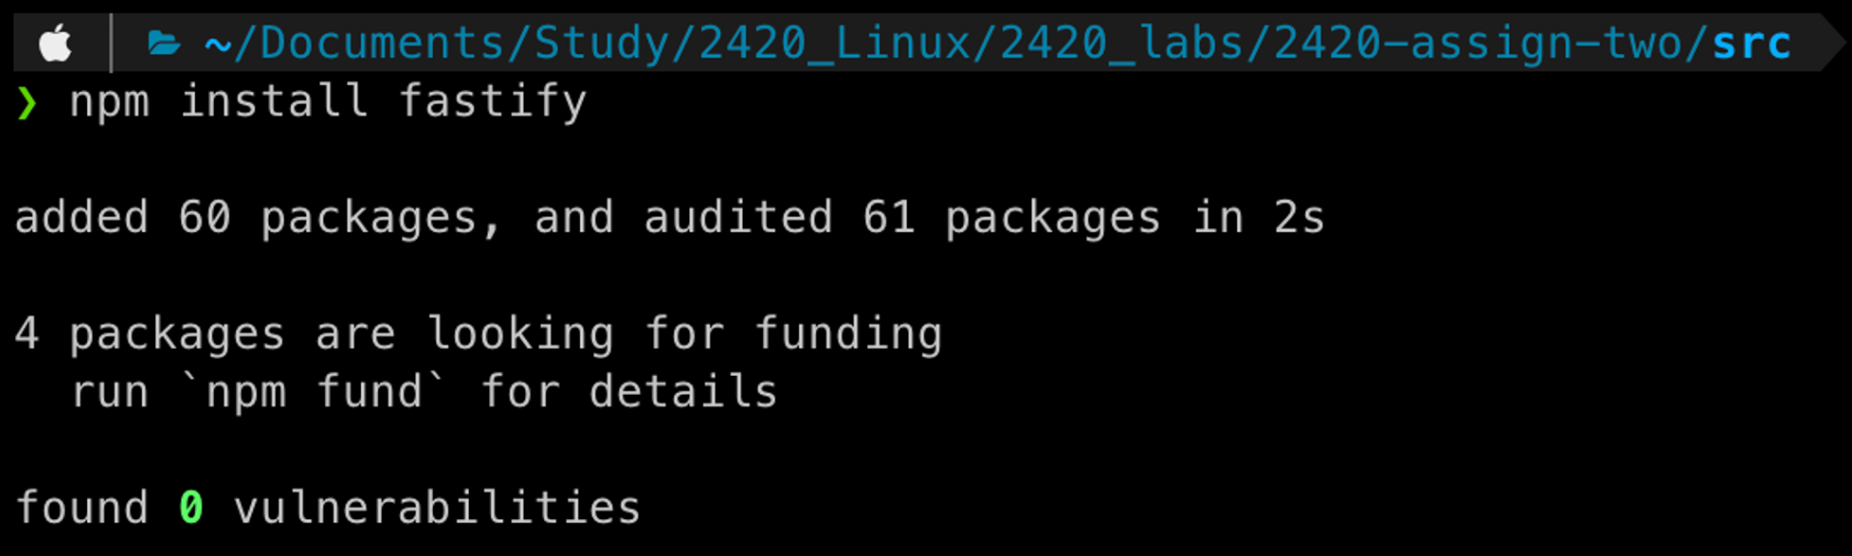 ~/Documents/Study/2420_Linux/2420_labs/2420-assign-two/src
❯ npm install fastify
added 60 packages, and audited 61 packages in 2s
4 packages are looking for funding
run `npm fund` for details
found 0 vulnerabilities